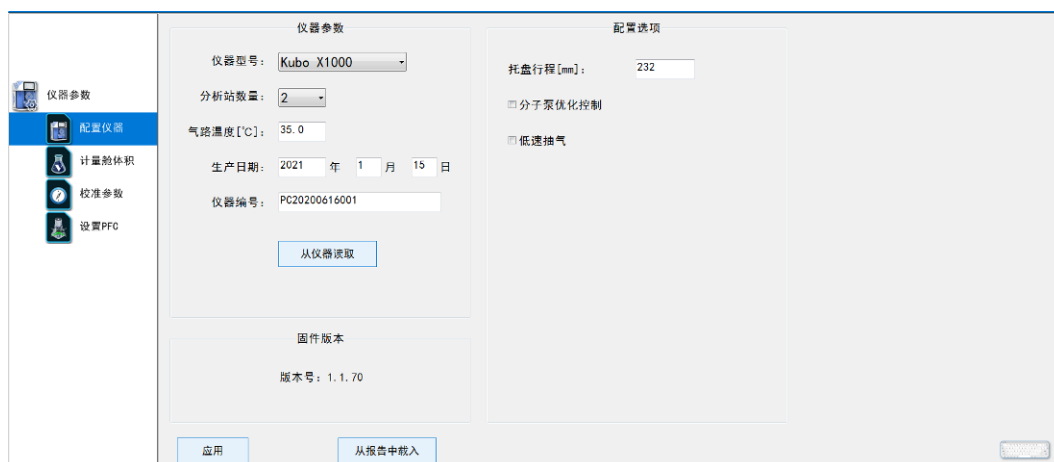 仪器参数
配置仪器
计量舱体积
校准参数
设置PFC
仪器参数
仪器型号: Kubo X1000
分析站数量: 2
气路温度[℃]: 35.0
生产日期: 2021 年 1 月 15 日
仪器编号: PC20200616001
从仪器读取
固件版本
版本号: 1.1.70
应用 从报告中载入
配置选项
托盘行程[mm]: 232
分子泵优化控制
低速抽气